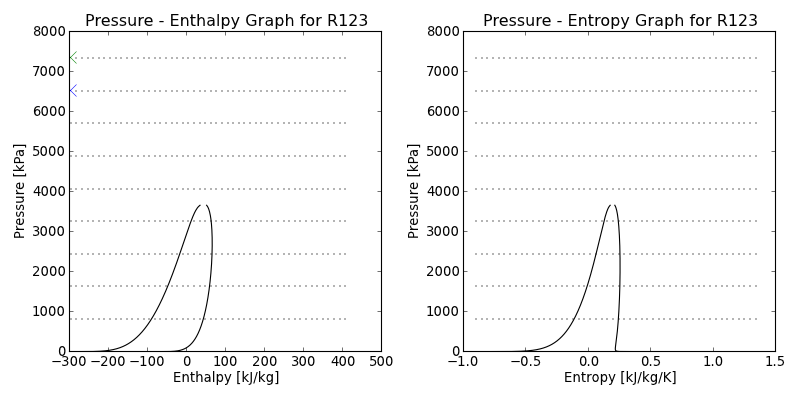 Pressure - Enthalpy Graph for R123
8000
7000
6000
5000
4000
3000
2000
1000
0
Pressure [kPa]
−300 −200 −100 0 100 200 300 400 500
Enthalpy [kJ/kg]
Pressure - Entropy Graph for R123
8000
7000
6000
5000
4000
3000
2000
1000
0
Pressure [kPa]
−1.0 −0.5 0.0 0.5 1.0 1.5
Entropy [kJ/kg/K]